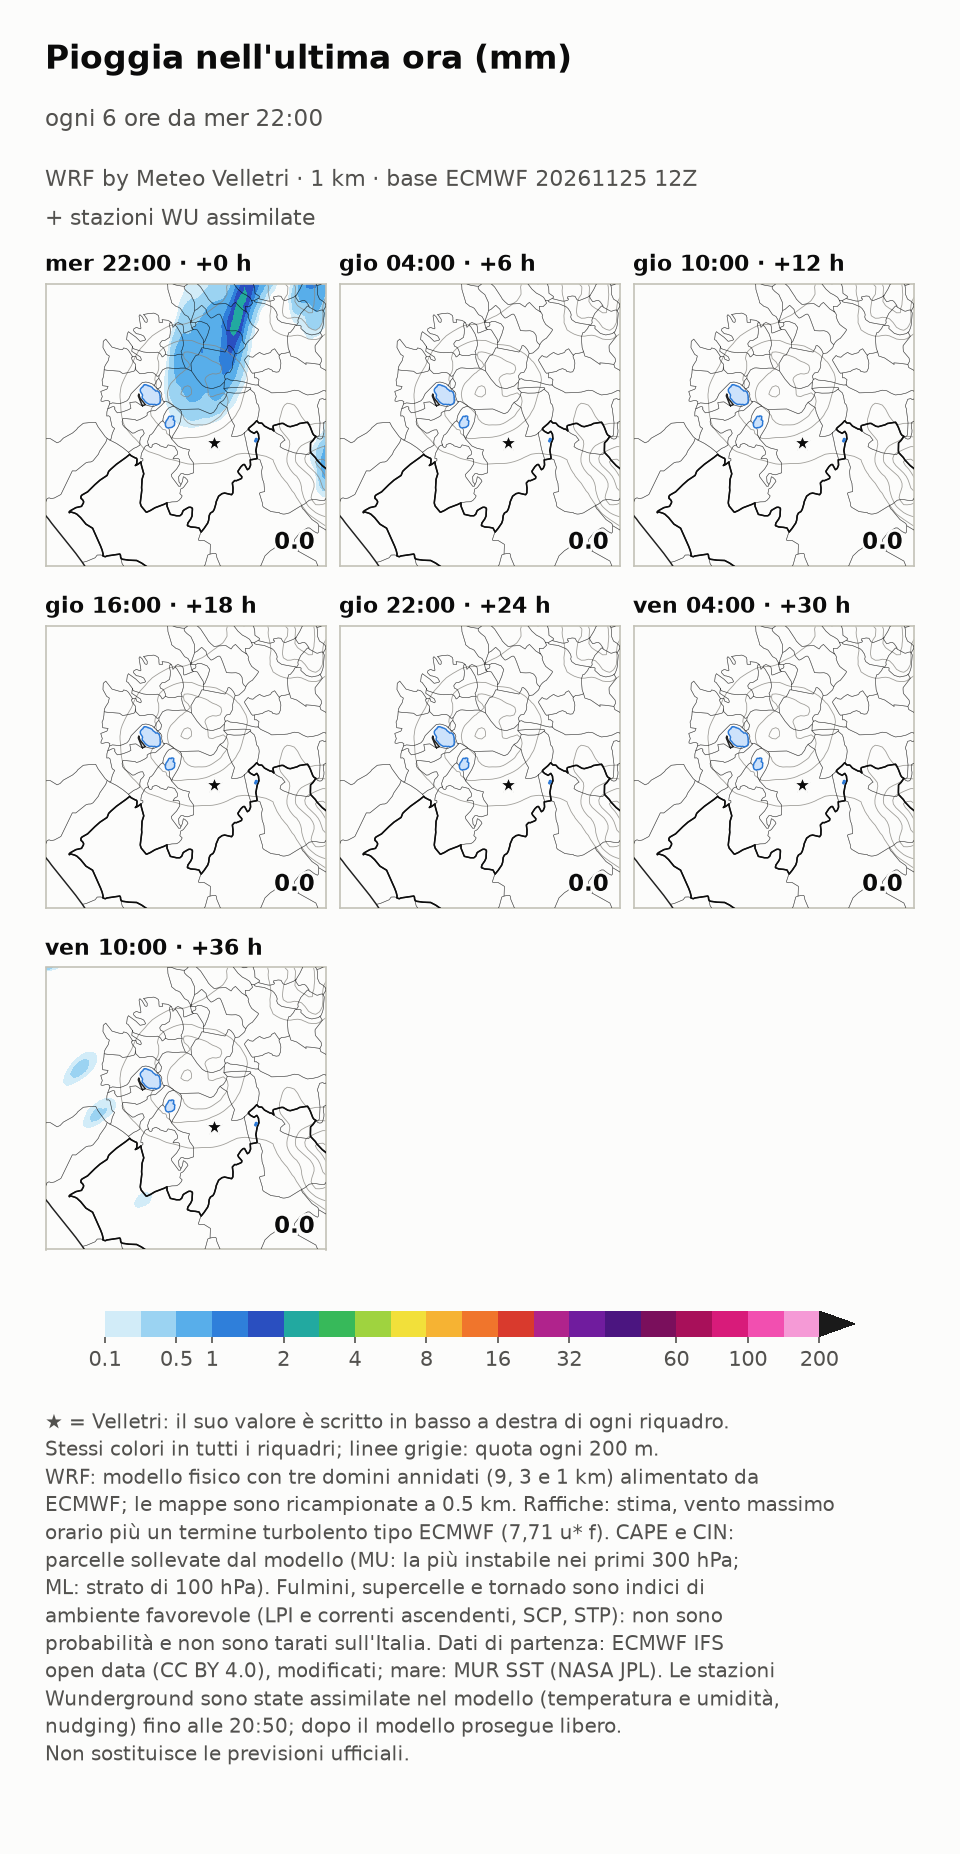 Pioggia nell'ultima ora (mm)
ogni 6 ore da mer 22:00
WRF by Meteo Velletri · 1 km · base ECMWF 20261125 12Z
+ stazioni WU assimilate
mer 22:00 · +0 h
gio 04:00 · +6 h
gio 10:00 · +12 h
0.0
0.0
0.0
gio 16:00 · +18 h
gio 22:00 · +24 h
ven 04:00 · +30 h
0.0
0.0
0.0
ven 10:00 · +36 h
0.0
0.1 0.5 1 2 4 8 16 32 60 100 200
★ = Velletri: il suo valore è scritto in basso a destra di ogni riquadro.
Stessi colori in tutti i riquadri; linee grigie: quota ogni 200 m.
WRF: modello fisico con tre domini annidati (9, 3 e 1 km) alimentato da
ECMWF; le mappe sono ricampionate a 0.5 km. Raffiche: stima, vento massimo
orario più un termine turbolento tipo ECMWF (7,71 u* f). CAPE e CIN:
parcelle sollevate dal modello (MU: la più instabile nei primi 300 hPa;
ML: strato di 100 hPa). Fulmini, supercelle e tornado sono indici di
ambiente favorevole (LPI e correnti ascendenti, SCP, STP): non sono
probabilità e non sono tarati sull'Italia. Dati di partenza: ECMWF IFS
open data (CC BY 4.0), modificati; mare: MUR SST (NASA JPL). Le stazioni
Wunderground sono state assimilate nel modello (temperatura e umidità,
nudging) fino alle 20:50; dopo il modello prosegue libero.
Non sostituisce le previsioni ufficiali.